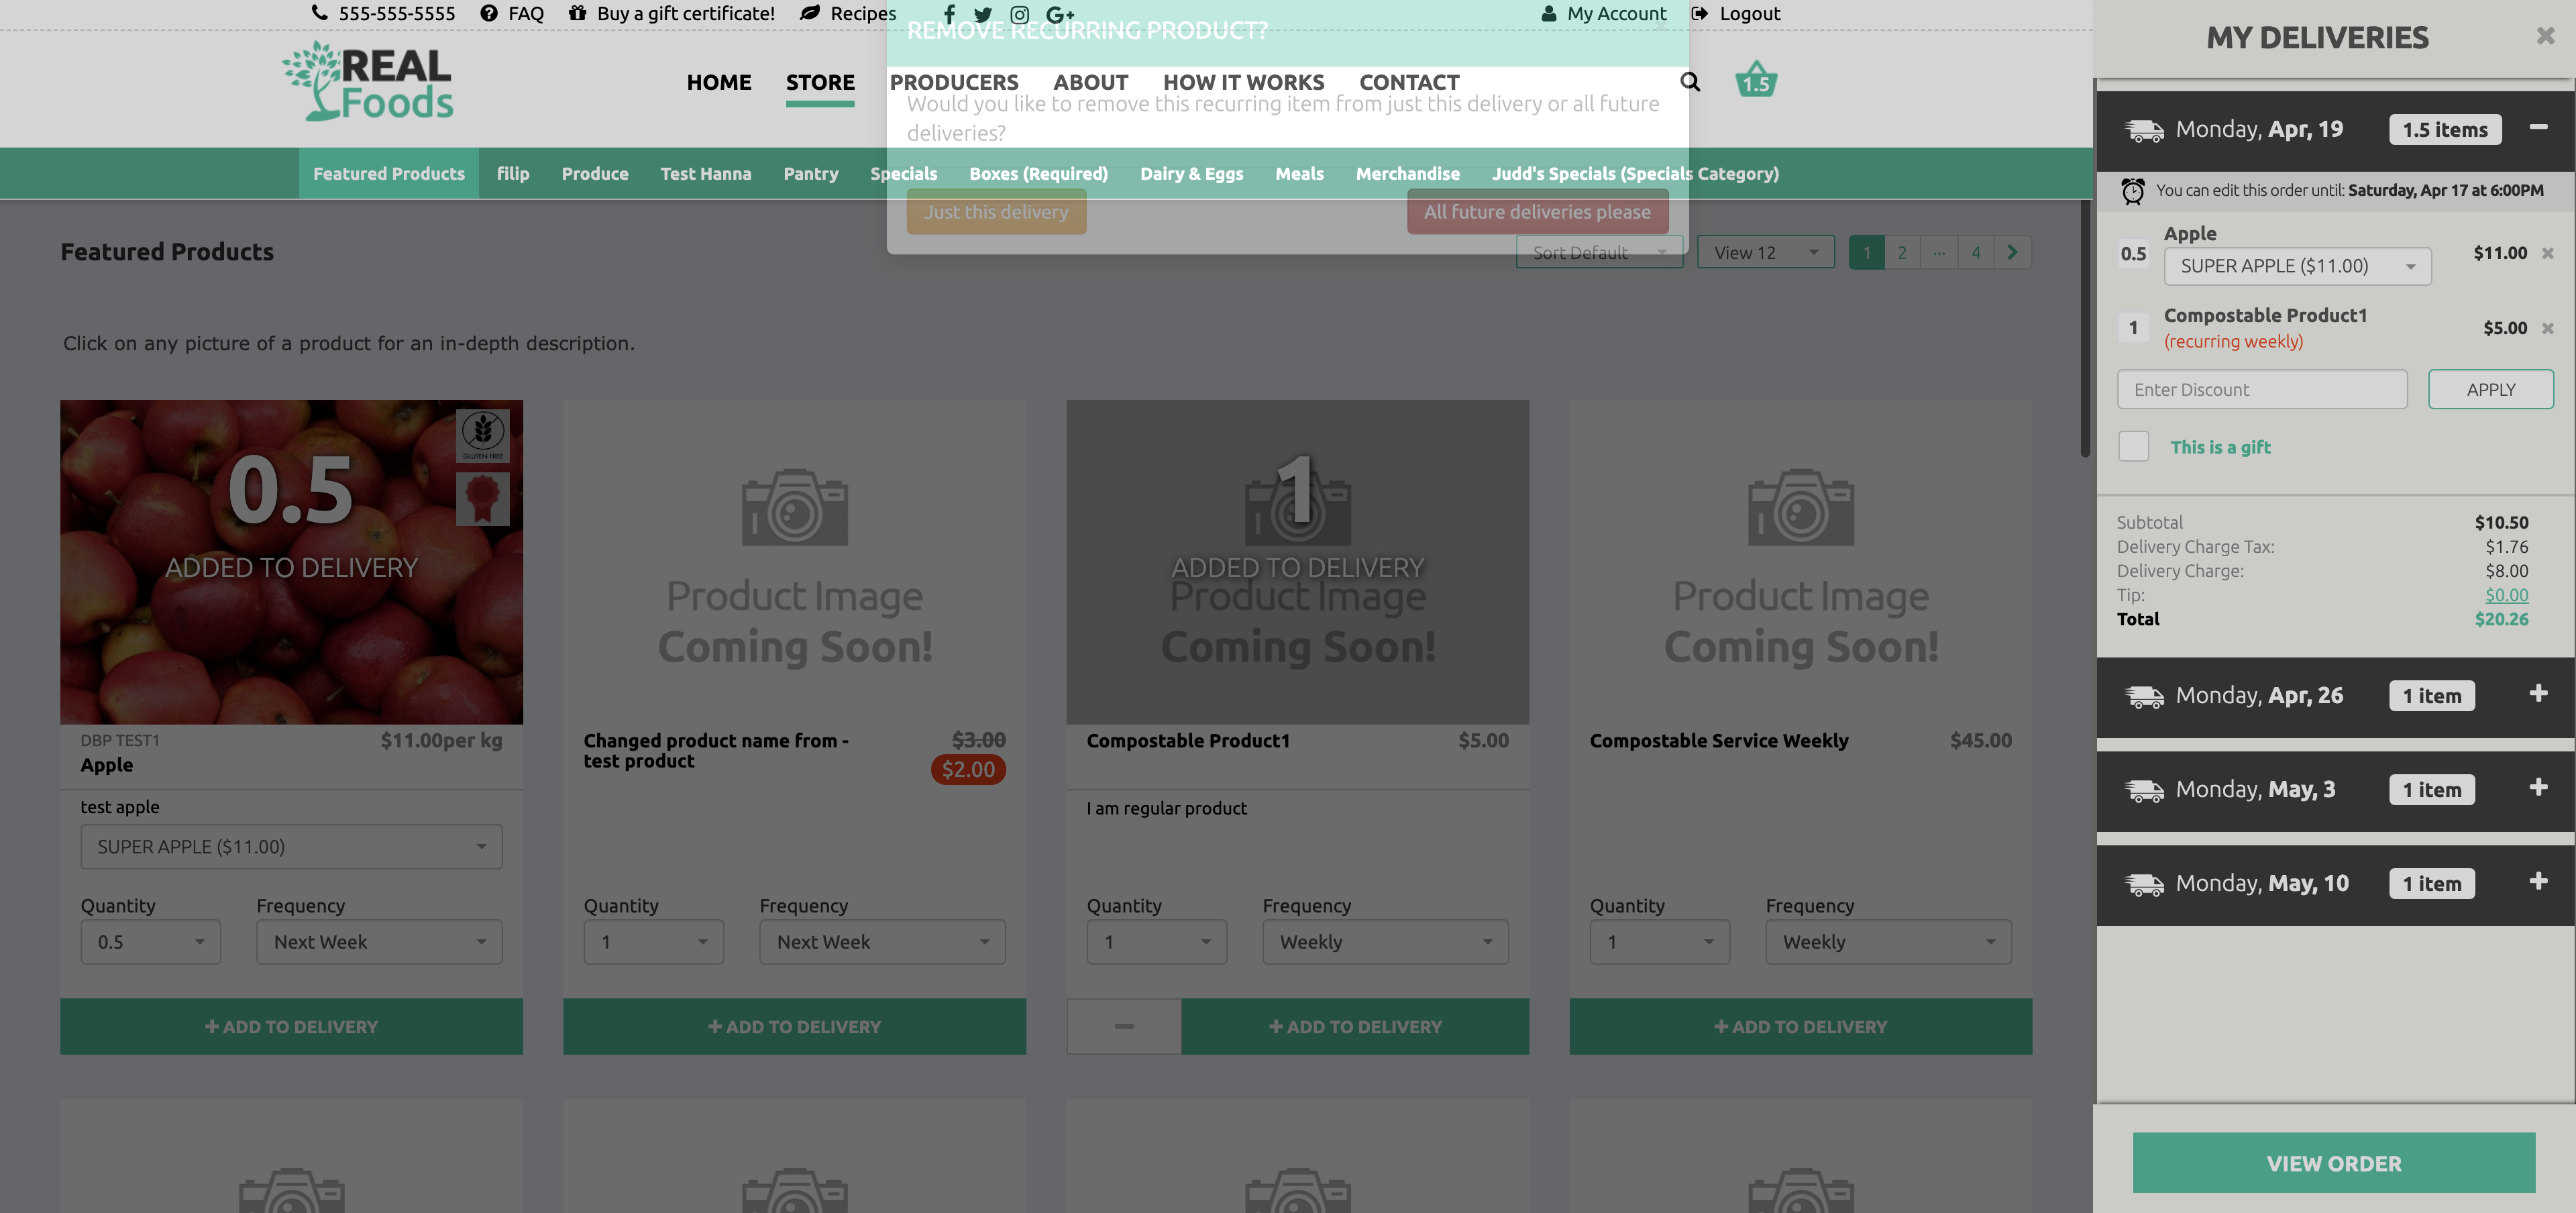 555-555-5555 FAQ Buy a gift certificate! Recipes G+ My Account Logout
REMOVE RECURRING PRODUCT?
REAL
Foods
HOME STORE PRODUCERS ABOUT HOW IT WORKS CONTACT 1.5
Would you like to remove this recurring item from just this delivery or all future
deliveries?
Featured Products filip Produce Test Hanna Pantry Specials Boxes (Required) Dairy & Eggs Meals Merchandise Judd's Specials (Specials Category)
Just this delivery All future deliveries please
Featured Products Sort Default View 12 1 2 ... 4
Click on any picture of a product for an in-depth description.
GLUTEN FREE
0.5
ADDED TO DELIVERY
DBP TEST1 $11.00per kg
Apple
test apple
SUPER APPLE ($11.00)
Quantity Frequency
0.5 Next Week
+ ADD TO DELIVERY
Product Image
Coming Soon!
Changed product name from - $3.00
test product $2.00
Quantity Frequency
1 Next Week
+ ADD TO DELIVERY
1
ADDED TO DELIVERY
Product Image
Coming Soon!
Compostable Product1 $5.00
I am regular product
Quantity Frequency
1 Weekly
+ ADD TO DELIVERY
Product Image
Coming Soon!
Compostable Service Weekly $45.00
Quantity Frequency
1 Weekly
+ ADD TO DELIVERY
MY DELIVERIES
Monday, Apr, 19 1.5 items
You can edit this order until: Saturday, Apr 17 at 6:00PM
Apple
0.5 SUPER APPLE ($11.00) $11.00
1 Compostable Product1 $5.00
(recurring weekly)
Enter Discount APPLY
This is a gift
Subtotal $10.50
Delivery Charge Tax: $1.76
Delivery Charge: $8.00
Tip: $0.00
Total $20.26
Monday, Apr, 26 1 item
Monday, May, 3 1 item
Monday, May, 10 1 item
VIEW ORDER